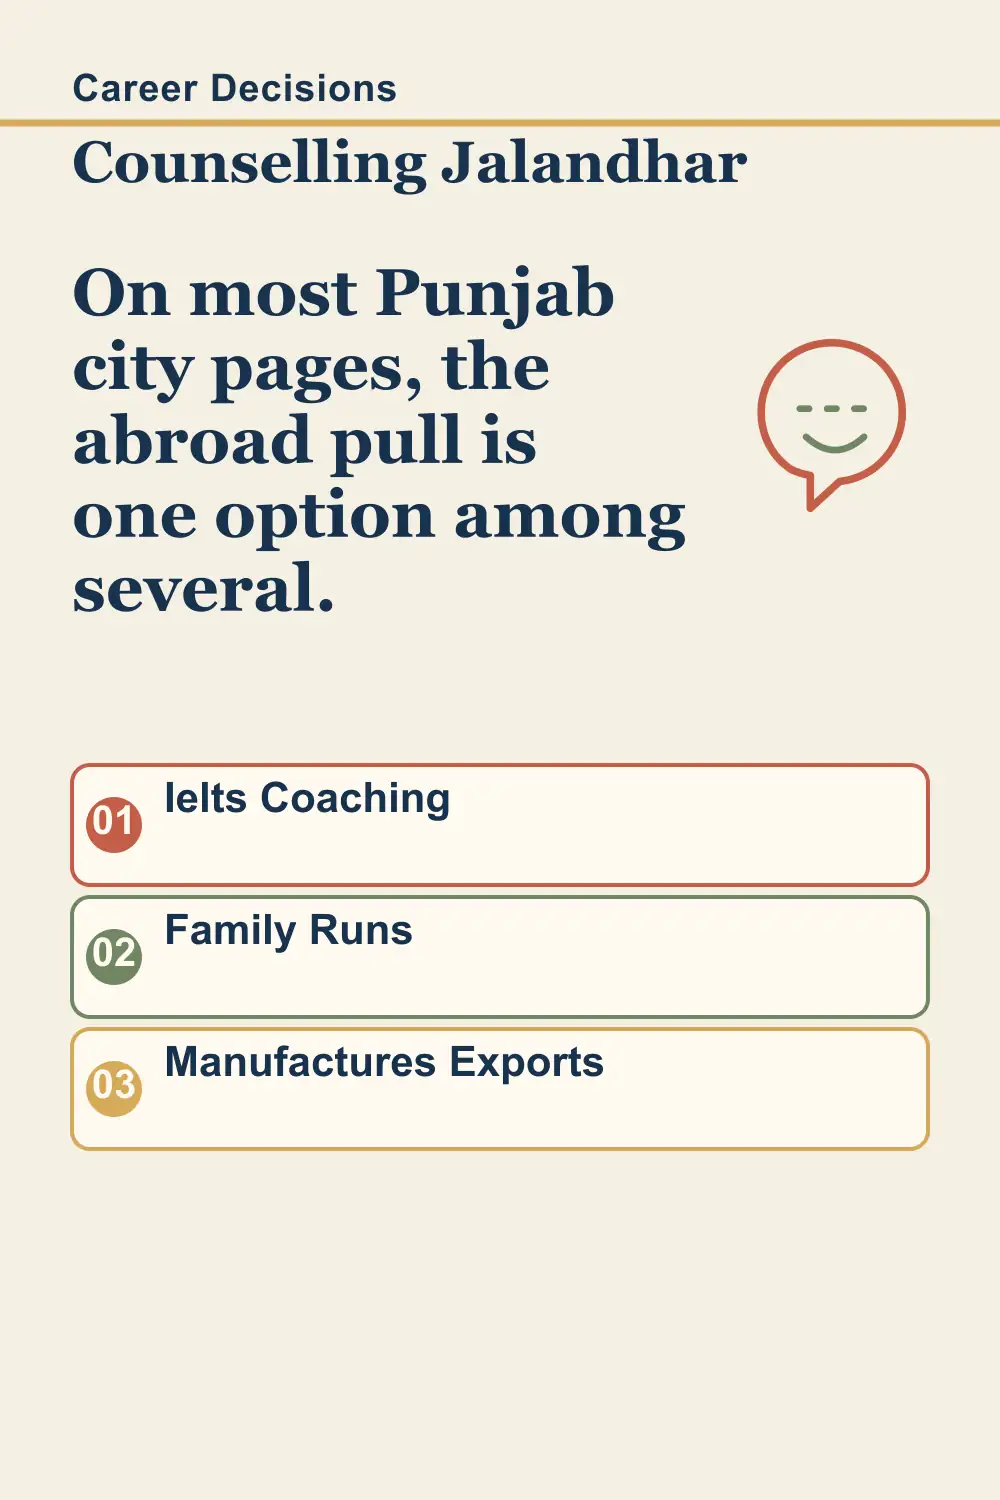 Career Decisions
Counselling Jalandhar
On most Punjab
city pages, the
abroad pull is
one option among
several.
01
Ielts Coaching
02
Family Runs
03
Manufactures Exports